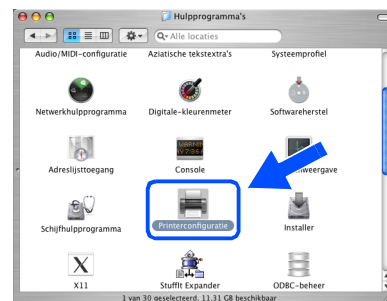 Hulpprogramma's
Alle locaties
Audio/MIDI-configuratie Aziatische tekstextra's Systeemprofiel
Netwerkhulpprogramma Digitale-kleurenmeter Softwareherstel
WARNIN
Adreslijsttoegang Console
Schijfhulpprogramma Printerconfiguratie Installer
X11 StuffIt Expander ODBC-beheer
1 van 30 geselecteerd, 11,31 GB beschikbaar